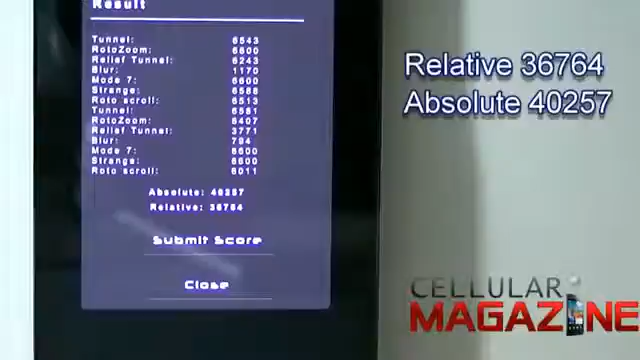 Result
Tunnel: 6543
RotoZoom: 6600
Relief Tunnel: 6243
Blur: 1170
Mode 7: 6600
Strange: 6588
Roto scroll: 6513
Tunnel: 6581
RotoZoom: 6407
Relief Tunnel: 3771
Blur: 794
Mode 7: 6600
Strange: 6600
Roto scroll: 6011
Absolute: 40257
Relative: 36764
Submit Score
Close
Relative 36764
Absolute 40257
CELLULAR
MAGAZINE